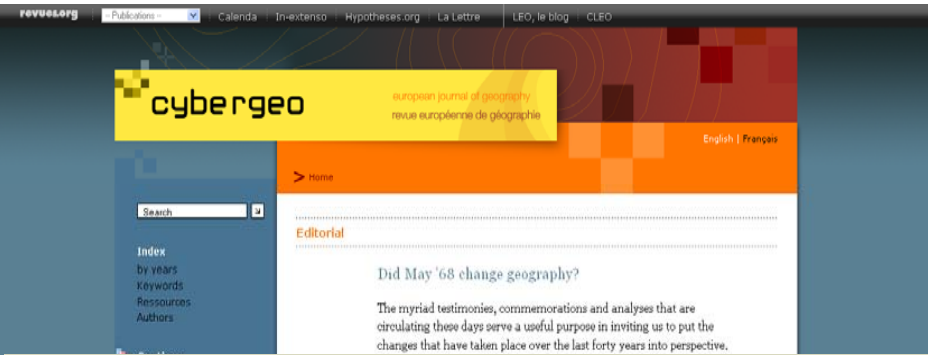 revues.org
- Publications -
Calenda
In-extenso
Hypotheses.org
La Lettre
LEO, le blog
CLEO
cybergeo
european journal of geography
revue européenne de géographie
English | Français
> Home
Search
Editorial
Index
by years
Keywords
Ressources
Authors
Did May '68 change geography?
The myriad testimonies, commemorations and analyses that are
circulating these days serve a useful purpose in inviting us to put the
changes that have taken place over the last forty years into perspective.